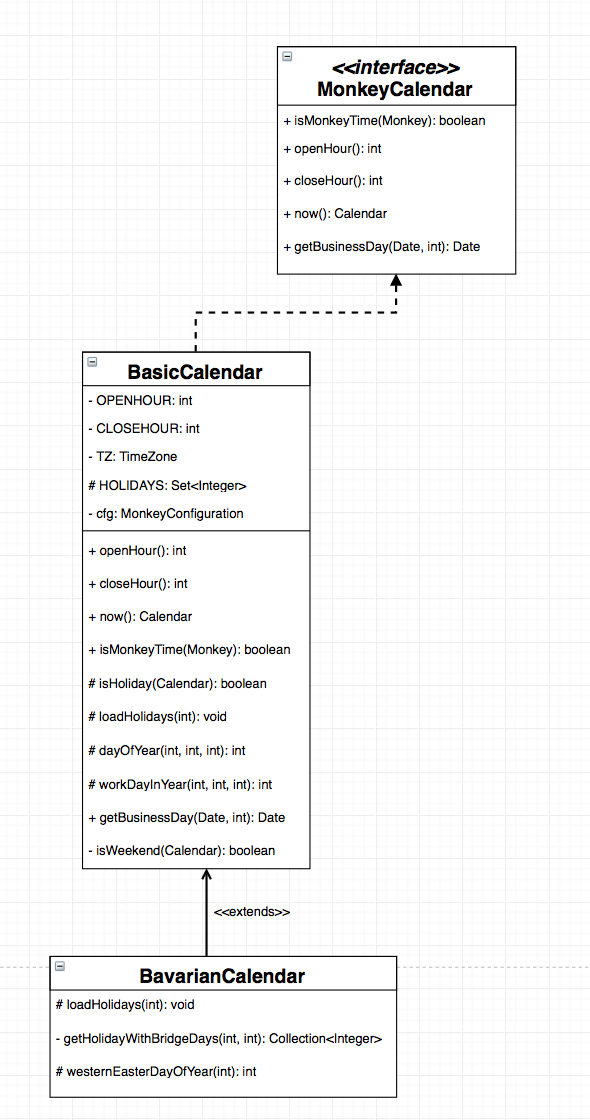 <<interface>>
MonkeyCalendar
+ isMonkeyTime(Monkey): boolean
+ openHour(): int
+ closeHour(): int
+ now(): Calendar
+ getBusinessDay(Date, int): Date
BasicCalendar
- OPENHOUR: int
- CLOSEHOUR: int
- TZ: TimeZone
# HOLIDAYS: Set<Integer>
- cfg: MonkeyConfiguration
+ openHour(): int
+ closeHour(): int
+ now(): Calendar
+ isMonkeyTime(Monkey): boolean
# isHoliday(Calendar): boolean
# loadHolidays(int): void
# dayOfYear(int, int, int): int
# workDayInYear(int, int, int): int
+ getBusinessDay(Date, int): Date
- isWeekend(Calendar): boolean
<<extends>>
BavarianCalendar
# loadHolidays(int): void
- getHolidayWithBridgeDays(int, int): Collection<Integer>
# westernEasterDayOfYear(int): int